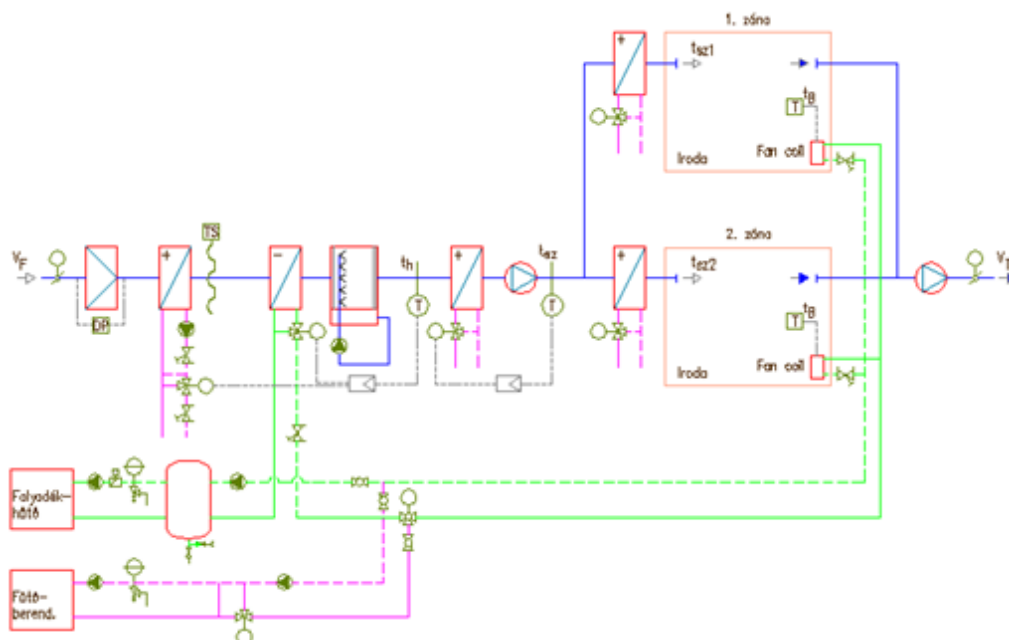 1. zóna
tsz1
tB
T
Iroda
Fan coil
TS
VF
DP
th
T
tsz
T
2. zóna
tsz2
VT
tB
T
Iroda
Fan coil
Folyadék-
hűtő
Fűtő-
berend.